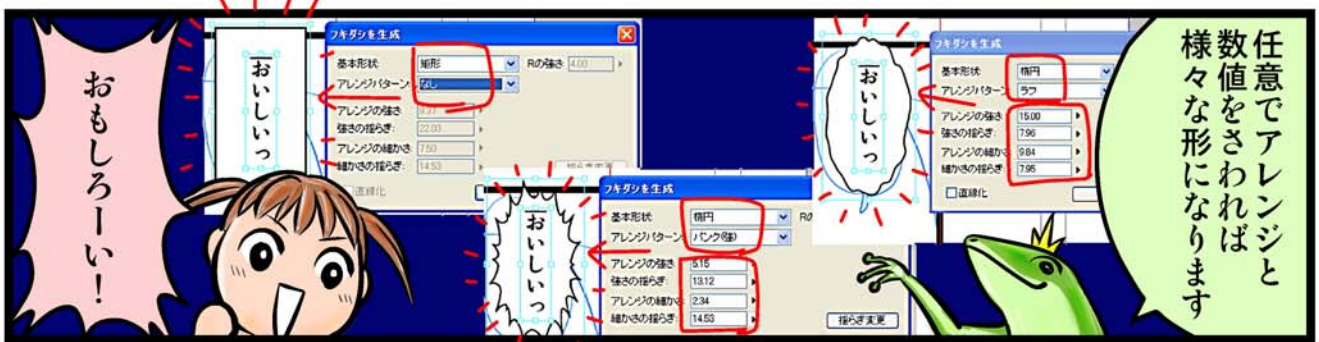 任意でアレンジと
数値をさわれば
様々な形になります
フキダシを生成
基本形状: 楕円
アレンジパターン: ラフ
アレンジの強さ: 15.00
強さの揺らぎ: 7.96
アレンジの細かさ: 9.84
細かさの揺らぎ: 7.95
直線化
おいしいっ
フキダシを生成
基本形状: 楕円
アレンジパターン: パンク(強)
アレンジの強さ: 5.15
強さの揺らぎ: 13.12
アレンジの細かさ: 2.34
細かさの揺らぎ: 14.53
揺らぎ変更
おいしいっ
フキダシを生成
基本形状: 矩形 Rの強さ: 4.00
アレンジパターン: なし
アレンジの強さ: 9.37
強さの揺らぎ: 22.00
アレンジの細かさ: 7.50
細かさの揺らぎ: 14.53
直線化
おいしいっ
おもしろーい!